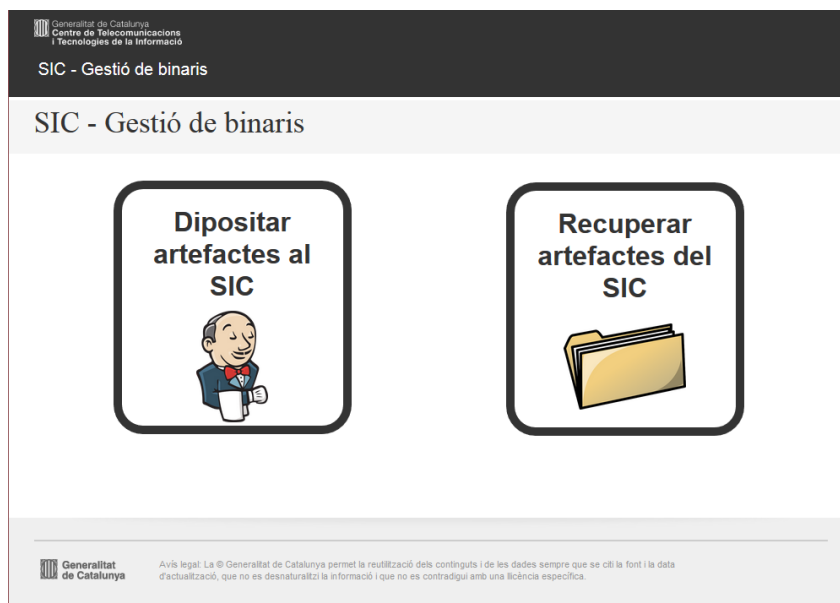 Generalitat de Catalunya
Centre de Telecomunicacions
i Tecnologies de la Informació
SIC - Gestió de binaris
SIC - Gestió de binaris
Dipositar
artefactes al
SIC
Recuperar
artefactes del
SIC
Generalitat
de Catalunya
Avís legal: La © Generalitat de Catalunya permet la reutilització dels continguts i de les dades sempre que se citi la font i la data
d'actualització, que no es desnaturalitzi la informació i que no es contradigui amb una llicència específica.